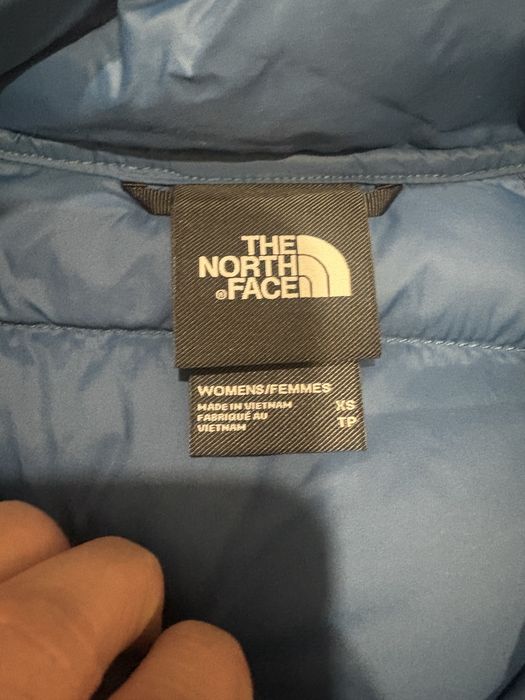 THE
NORTH
®FACE
WOMENS/FEMMES
MADE IN VIETNAM XS
FABRIQUÉ AU TP
VIETNAM